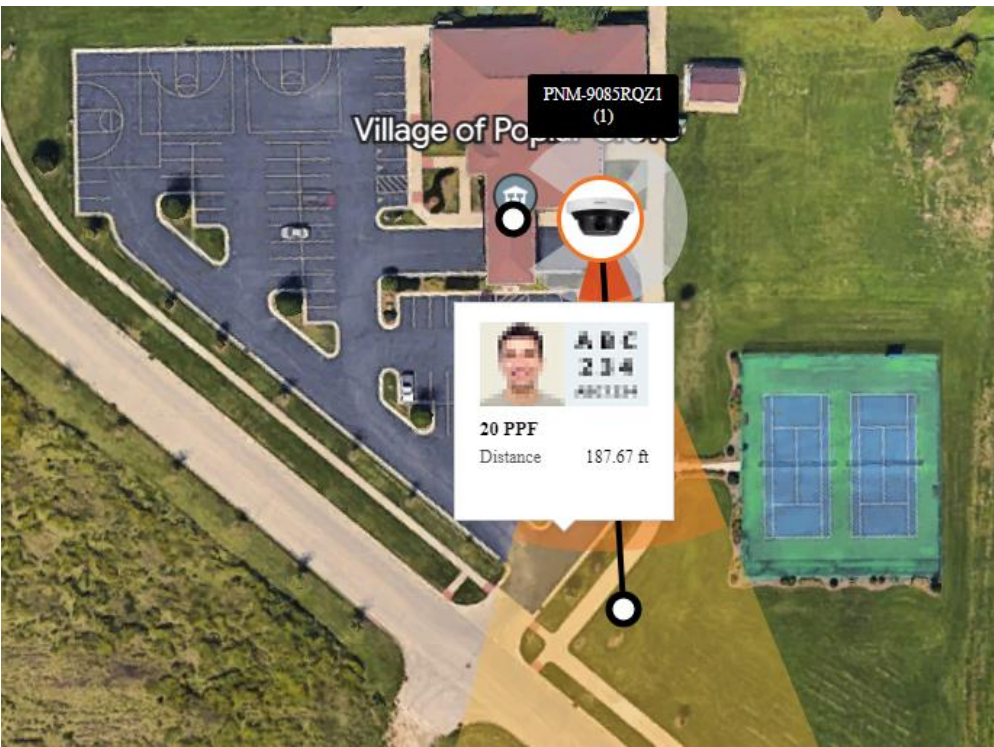 PNM-9085RQZ1
(1)
Village of
A B C
2 3 4
20 PPF
Distance 187.67 ft